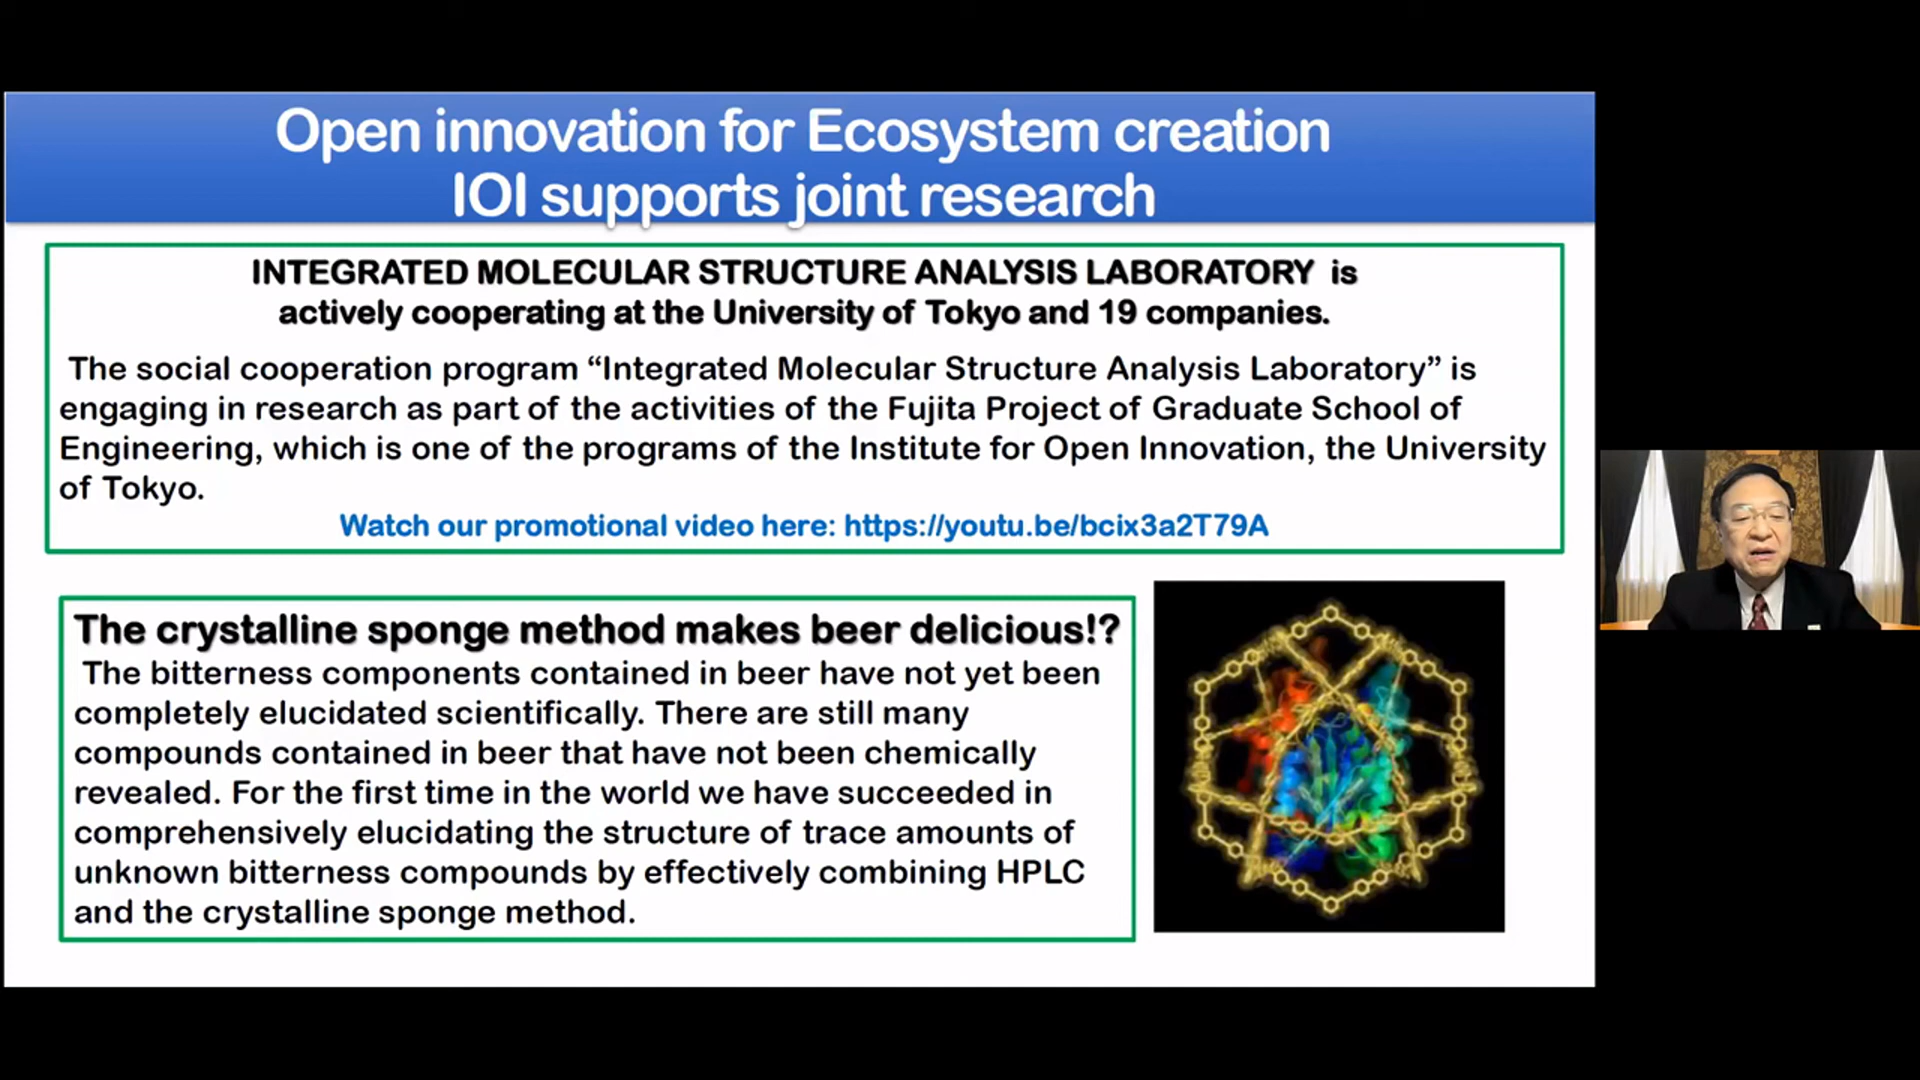 Open innovation for Ecosystem creation
IOI supports joint research
INTEGRATED MOLECULAR STRUCTURE ANALYSIS LABORATORY is
actively cooperating at the University of Tokyo and 19 companies.
The social cooperation program “Integrated Molecular Structure Analysis Laboratory” is
engaging in research as part of the activities of the Fujita Project of Graduate School of
Engineering, which is one of the programs of the Institute for Open Innovation, the University
of Tokyo.
Watch our promotional video here: https://youtu.be/bcix3a2T79A
The crystalline sponge method makes beer delicious!?
The bitterness components contained in beer have not yet been
completely elucidated scientifically. There are still many
compounds contained in beer that have not been chemically
revealed. For the first time in the world we have succeeded in
comprehensively elucidating the structure of trace amounts of
unknown bitterness compounds by effectively combining HPLC
and the crystalline sponge method.